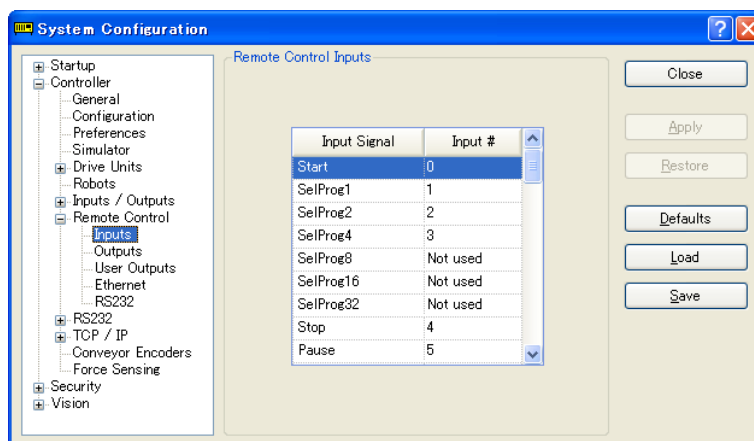 System Configuration
Startup
Controller
General
Configuration
Preferences
Simulator
Drive Units
Robots
Inputs / Outputs
Remote Control
Inputs
Outputs
User Outputs
Ethernet
RS232
RS232
TCP / IP
Conveyor Encoders
Force Sensing
Security
Vision
Remote Control Inputs
Input Signal Input #
Start 0
SelProg1 1
SelProg2 2
SelProg4 3
SelProg8 Not used
SelProg16 Not used
SelProg32 Not used
Stop 4
Pause 5
Close
Apply
Restore
Defaults
Load
Save